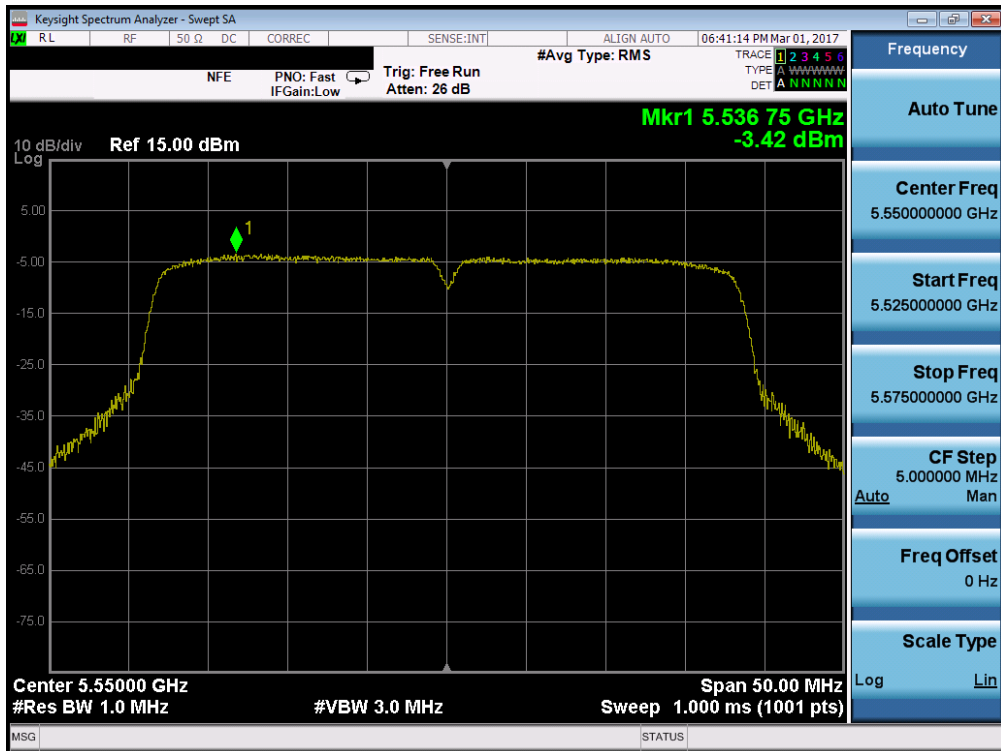 Keysight Spectrum Analyzer - Swept SA
LXI RL RF 50 Ω DC CORREC SENSE:INT ALIGN AUTO 06:41:14 PM Mar 01, 2017
NFE PNO: Fast IFGain:Low Trig: Free Run Atten: 26 dB #Avg Type: RMS
TRACE 1 2 3 4 5 6
TYPE A WWWWW
DET A N N N N N
Mkr1 5.536 75 GHz
-3.42 dBm
10 dB/div Ref 15.00 dBm
Log
1
5.00
-5.00
-15.0
-25.0
-35.0
-45.0
-55.0
-65.0
-75.0
Center 5.55000 GHz Span 50.00 MHz
#Res BW 1.0 MHz #VBW 3.0 MHz Sweep 1.000 ms (1001 pts)
MSG STATUS
Frequency
Auto Tune
Center Freq
5.550000000 GHz
Start Freq
5.525000000 GHz
Stop Freq
5.575000000 GHz
CF Step
5.000000 MHz
Auto Man
Freq Offset
0 Hz
Scale Type
Log Lin